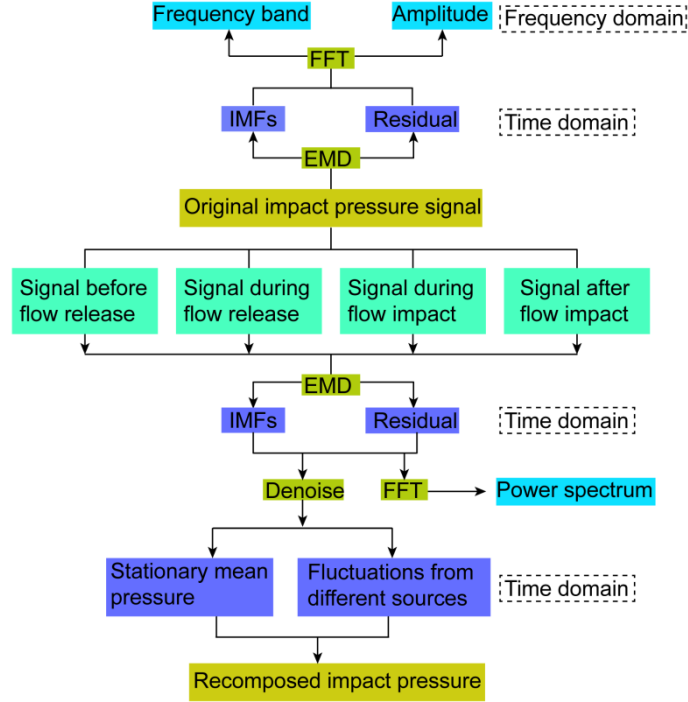 Frequency band
Amplitude
Frequency domain
FFT
IMFs
Residual
Time domain
EMD
Original impact pressure signal
Signal before
flow release
Signal during
flow release
Signal during
flow impact
Signal after
flow impact
EMD
IMFs
Residual
Time domain
Denoise
FFT
Power spectrum
Stationary mean
pressure
Fluctuations from
different sources
Time domain
Recomposed impact pressure